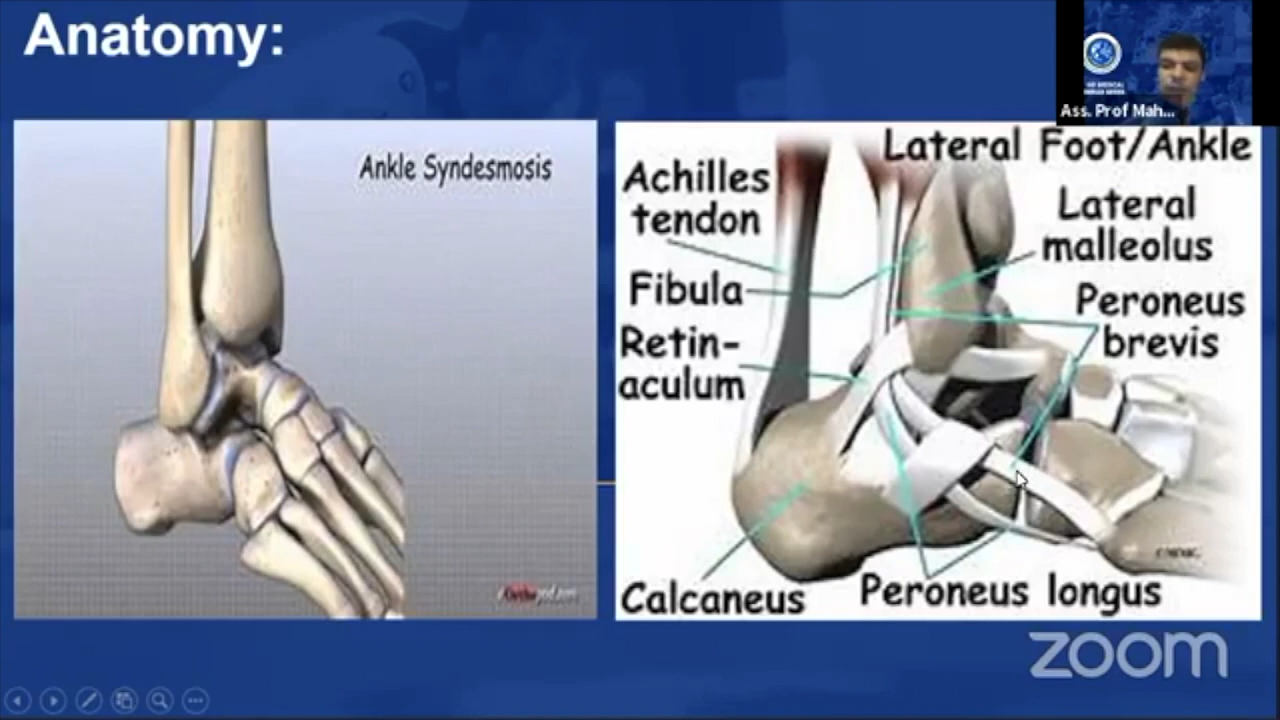 Anatomy:
Ass. Prof Mah...
Ankle Syndesmosis
Lateral Foot/Ankle
Achilles
tendon
Lateral
malleolus
Fibula
Peroneus
brevis
Retin-
aculum
Calcaneus
Peroneus longus
zoom